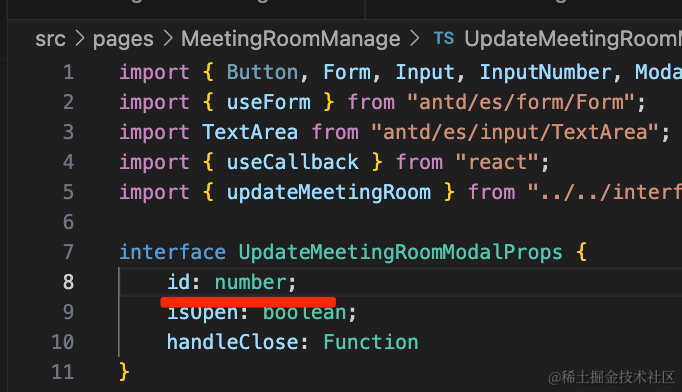 src > pages > MeetingRoomManage > TS UpdateMeetingRoom
1 import { Button, Form, Input, InputNumber, Moda
2 import { useForm } from "antd/es/form/Form";
3 import TextArea from "antd/es/input/TextArea";
4 import { useCallback } from "react";
5 import { updateMeetingRoom } from "../../interf
6
7 interface UpdateMeetingRoomModalProps {
8 id: number;
9 isOpen: boolean;
10 handleClose: Function
11 }
@稀土掘金技术社区